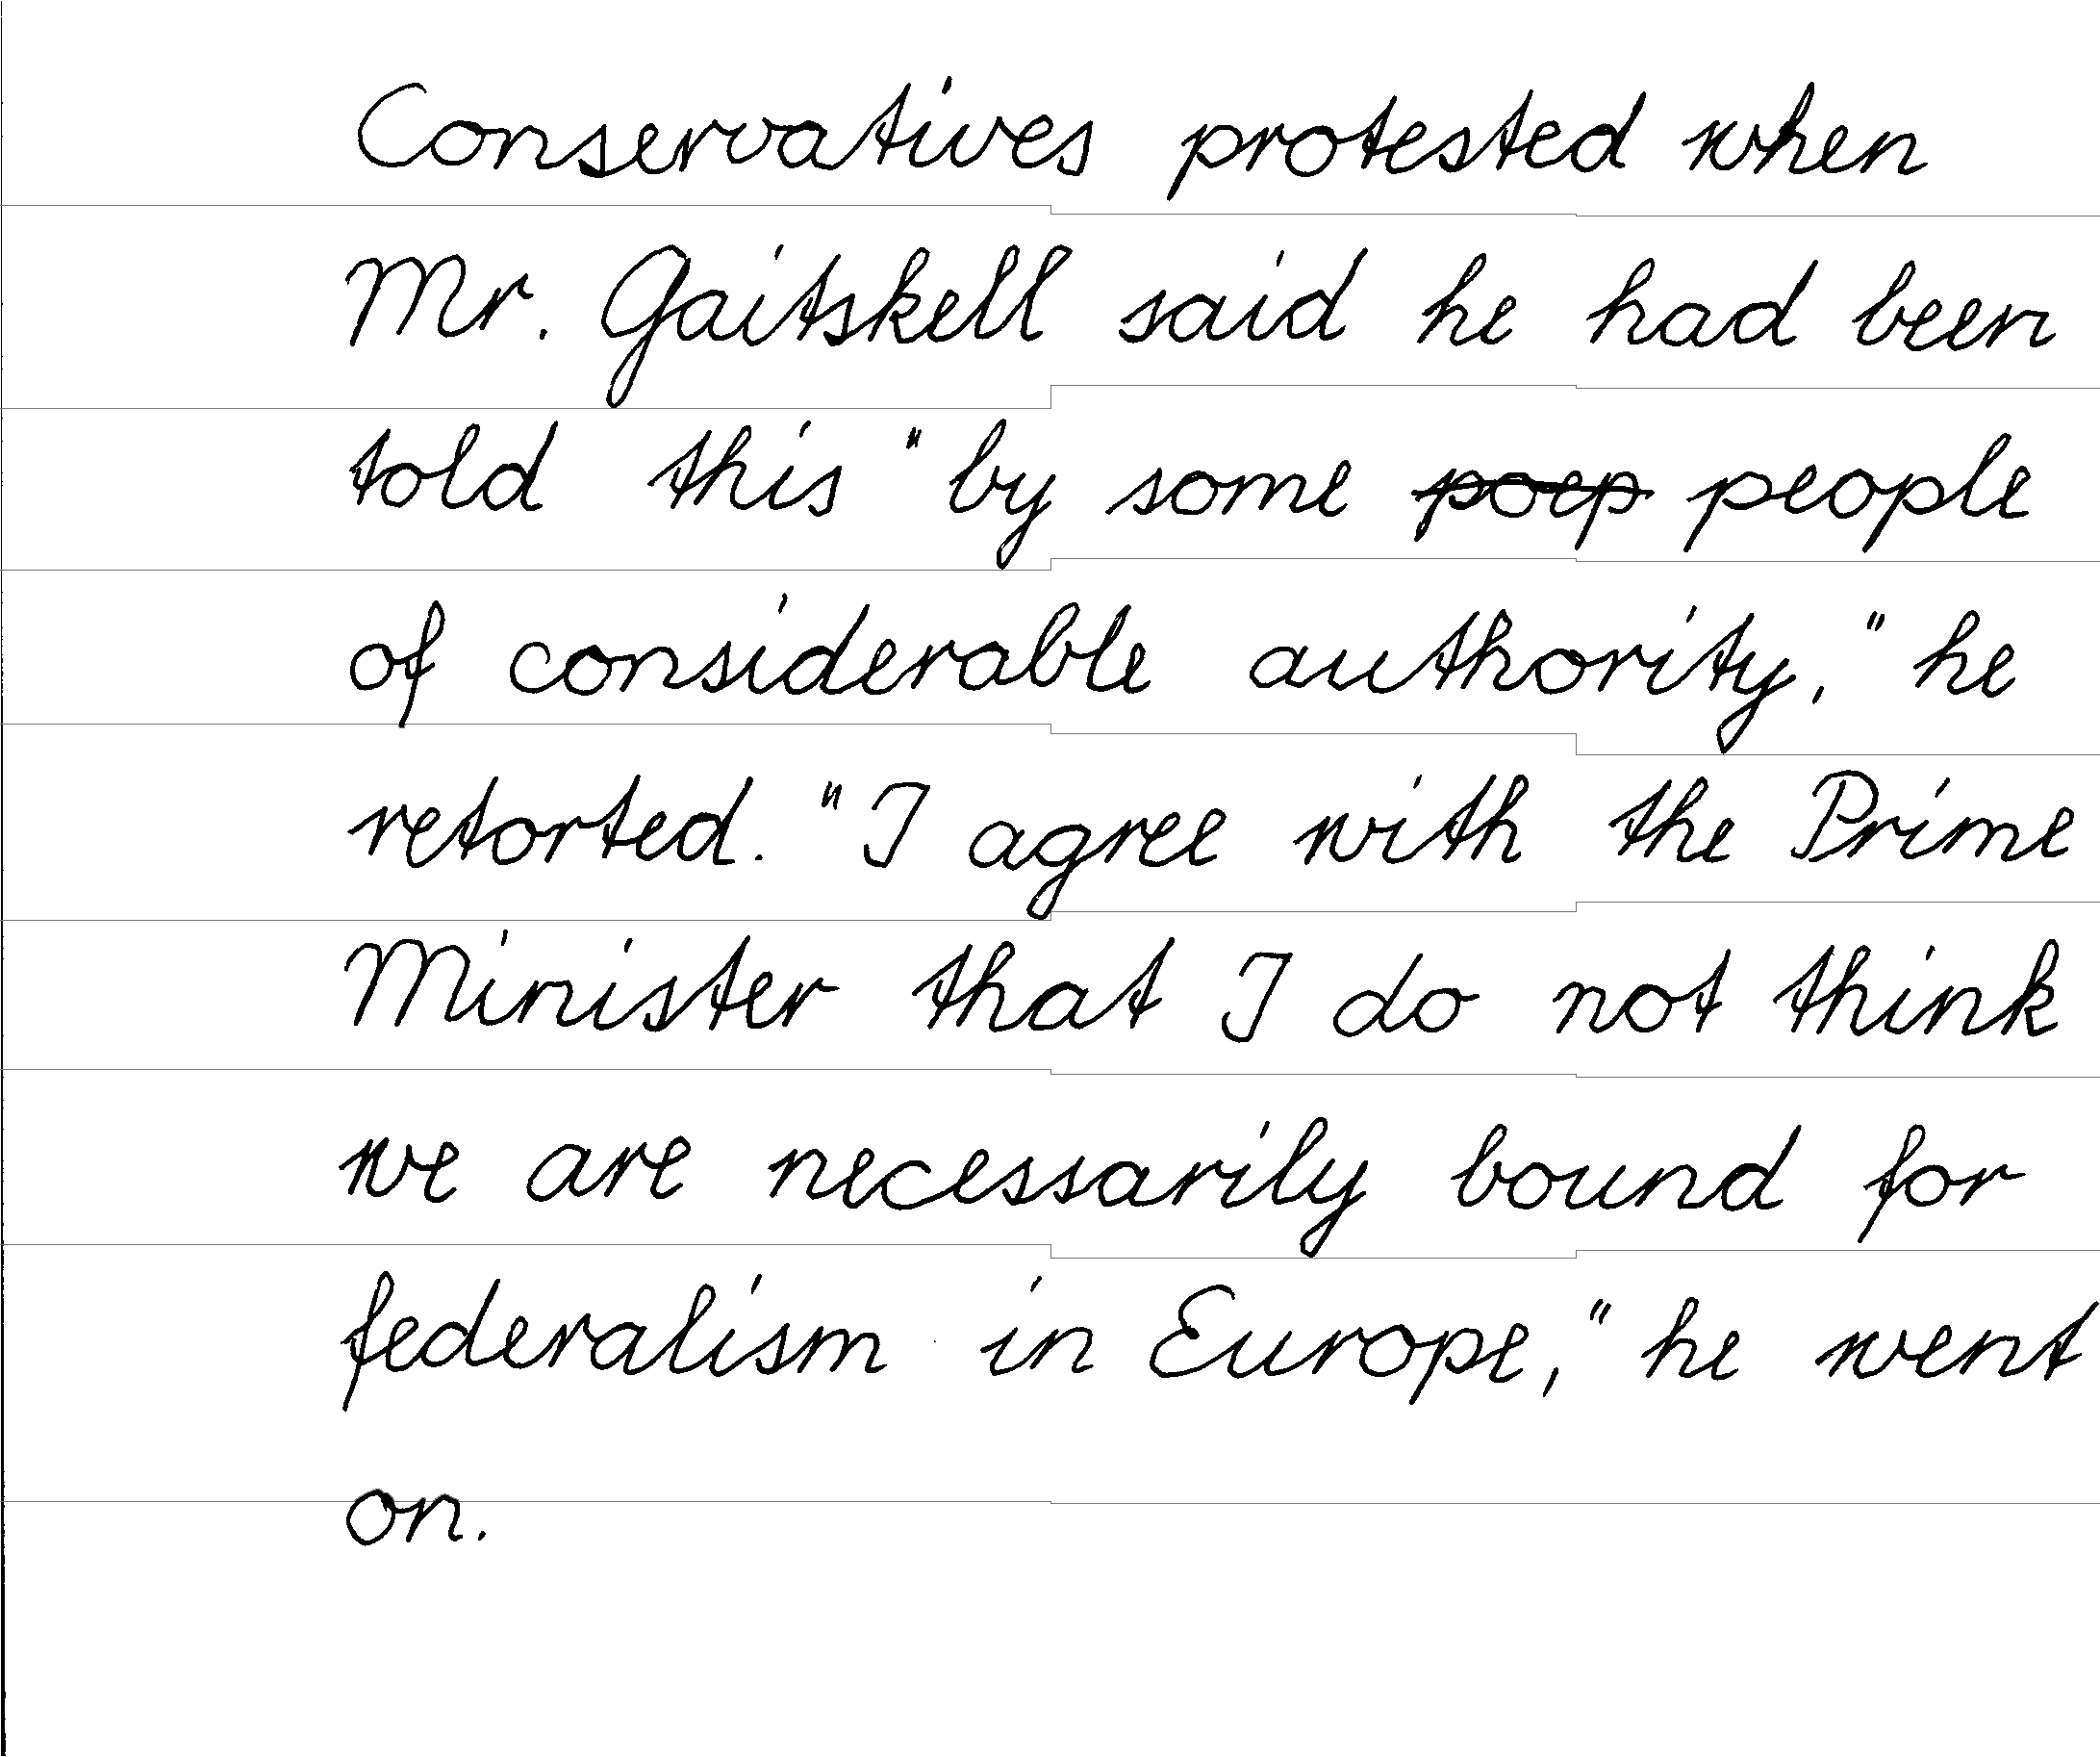 Conservatives protested when
Mr. Gaitskell said he had been
told this "by some poep people
of considerable authority," he
retorted. "I agree with the Prime
Minister that I do not think
we are necessarily bound for
federalism in Europe," he went
on.